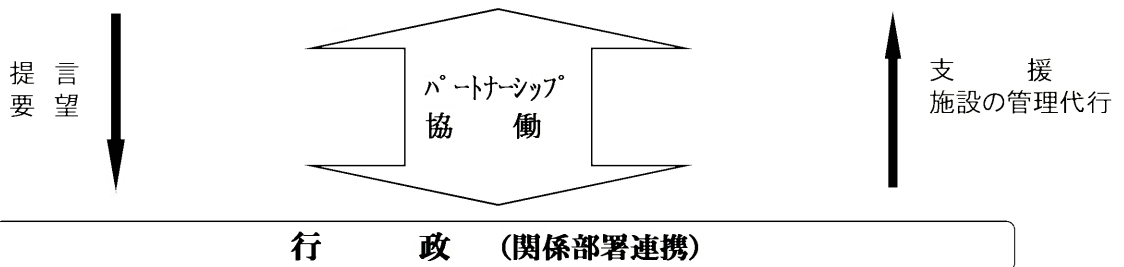 提 言
要 望
ﾊﾟｰﾄﾅｰｼｯﾌﾟ
協 働
支 援
施設の管理代行
行 政 (関係部署連携)